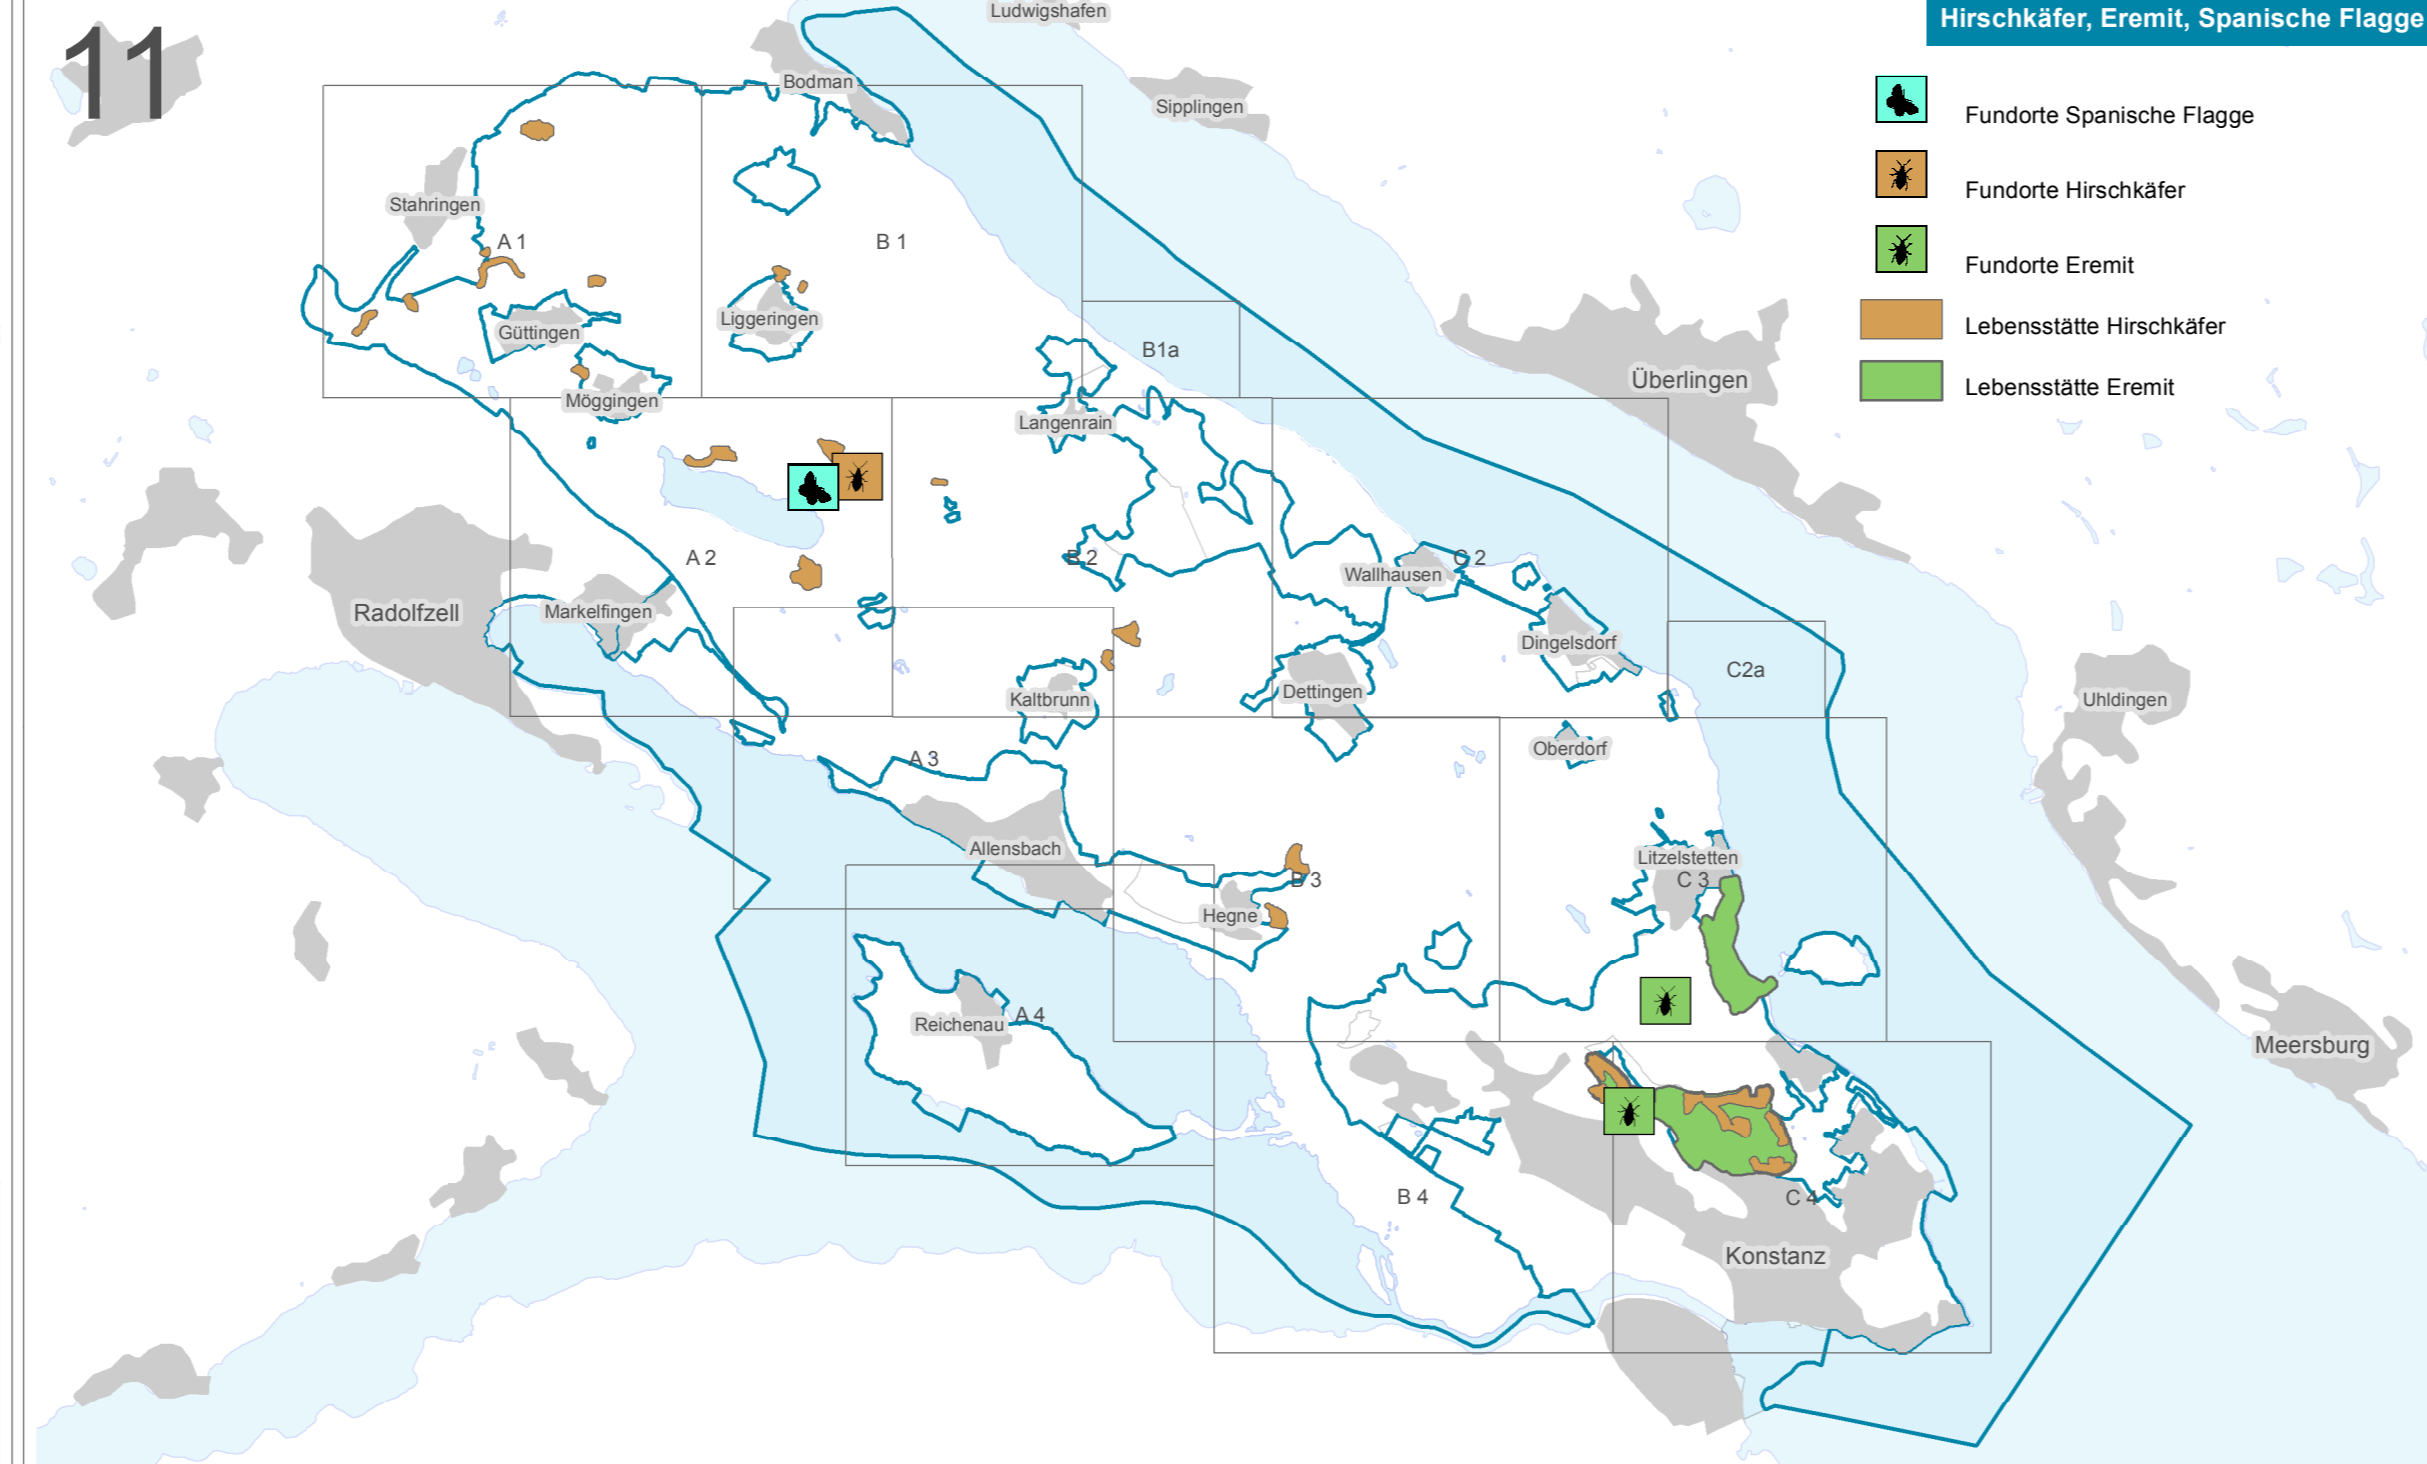 11
Hirschkäfer, Eremit, Spanische Flagge
Fundorte Spanische Flagge
Fundorte Hirschkäfer
Fundorte Eremit
Lebensstätte Hirschkäfer
Lebensstätte Eremit
Ludwigshafen
Bodman
Sipplingen
Stahringen
A 1
B 1
Güttingen
Liggeringen
B1a
Überlingen
Möggingen
Langenrain
A 2
B 2
C 2
Wallhausen
Radolfzell
Markelfingen
Dingelsdorf
C2a
Kaltbrunn
Dettingen
Uhldingen
Oberdorf
A 3
Allensbach
Litzelstetten
C 3
B 3
Hegne
Reichenau
A 4
Meersburg
B 4
C 4
Konstanz